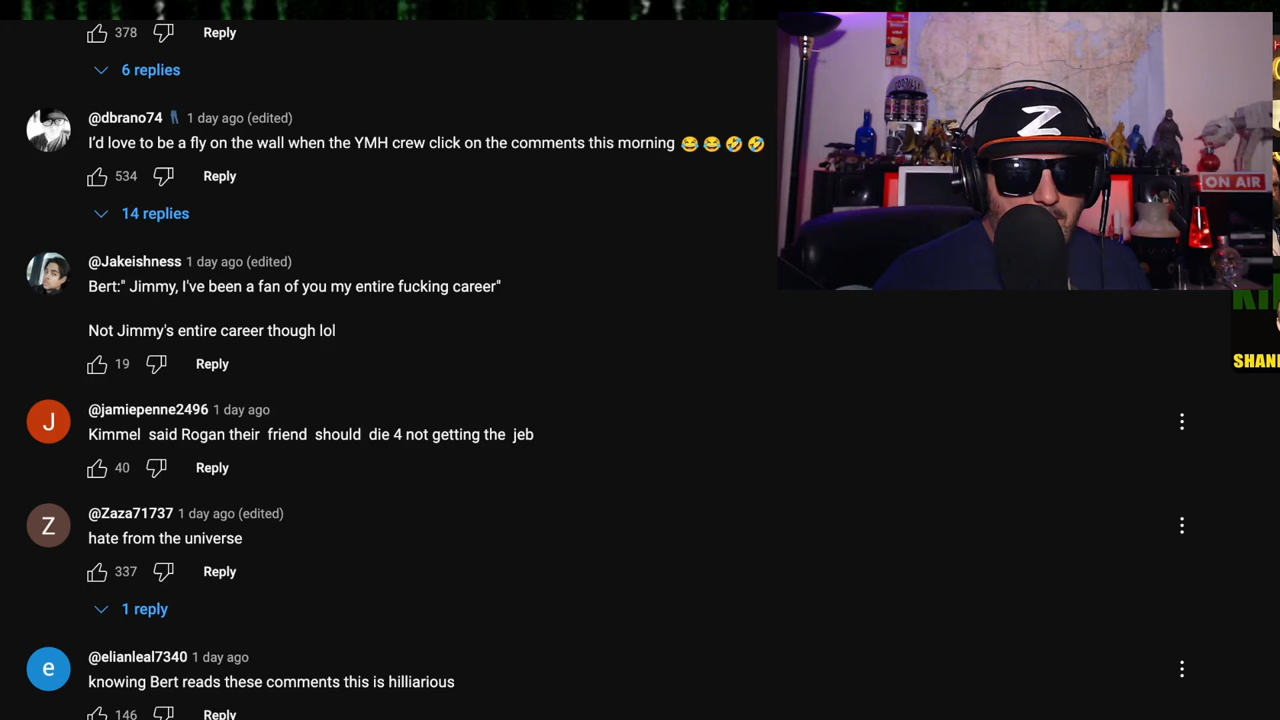 378 Reply
6 replies
@dbrano74 1 day ago (edited)
I'd love to be a fly on the wall when the YMH crew click on the comments this morning 😂😂🤣🤣
534 Reply
14 replies
@Jakeishness 1 day ago (edited)
Bert:" Jimmy, I've been a fan of you my entire fucking career"
Not Jimmy's entire career though lol
19 Reply
@jamiepenne2496 1 day ago
Kimmel said Rogan their friend should die 4 not getting the jeb
40 Reply
@Zaza71737 1 day ago (edited)
hate from the universe
337 Reply
1 reply
@elianleal7340 1 day ago
knowing Bert reads these comments this is hilliarious
146 Reply
J
Z
e
Z
ON AIR